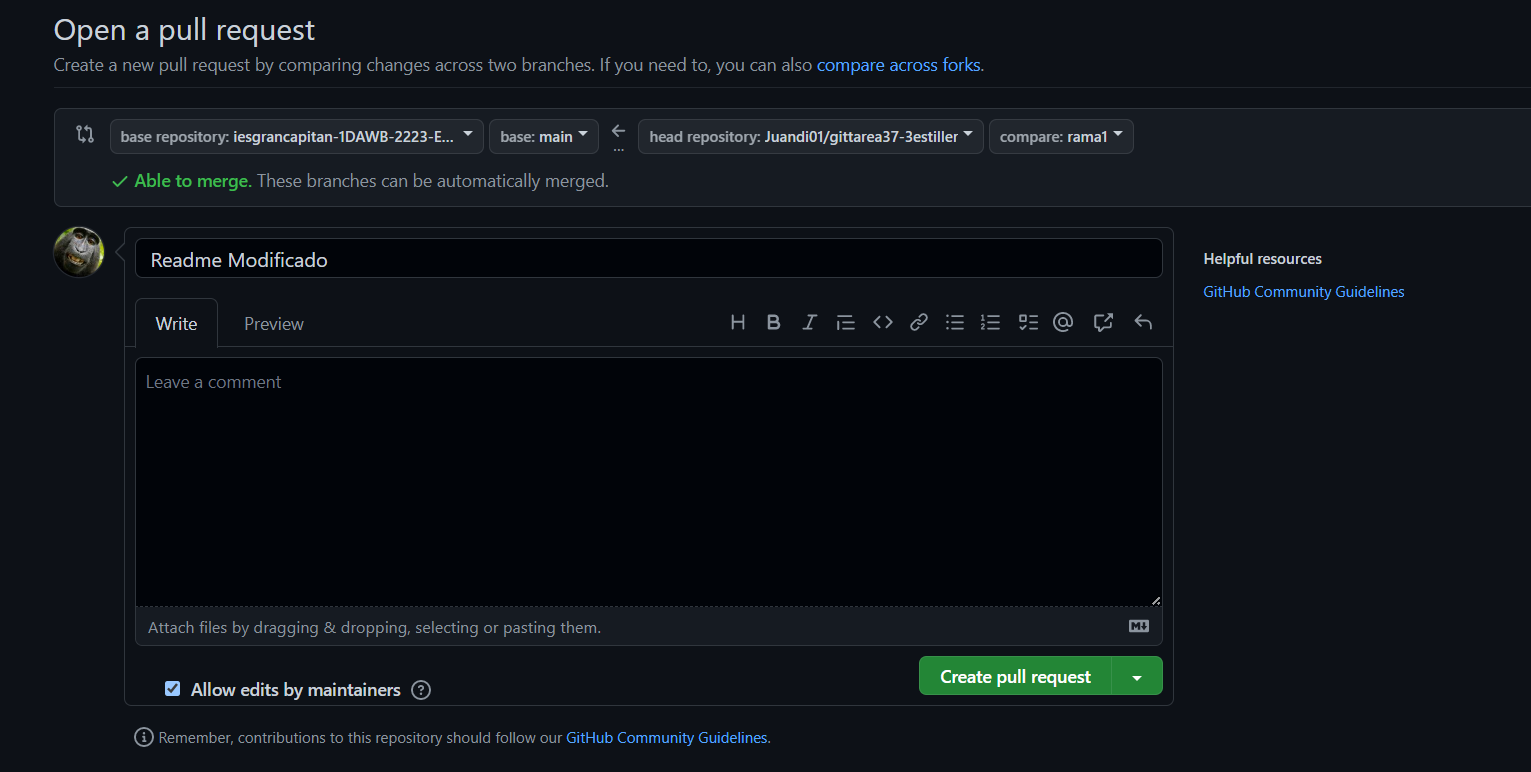 Open a pull request
Create a new pull request by comparing changes across two branches. If you need to, you can also compare across forks.
base repository: iesgrancapitan-1DAWB-2223-E... base: main ... head repository: Juandi01/gittarea37-3estiller compare: rama1
Able to merge. These branches can be automatically merged.
Readme Modificado
Helpful resources
GitHub Community Guidelines
Write Preview H B I
Leave a comment
Attach files by dragging & dropping, selecting or pasting them.
Allow edits by maintainers ?
Create pull request
Remember, contributions to this repository should follow our GitHub Community Guidelines.